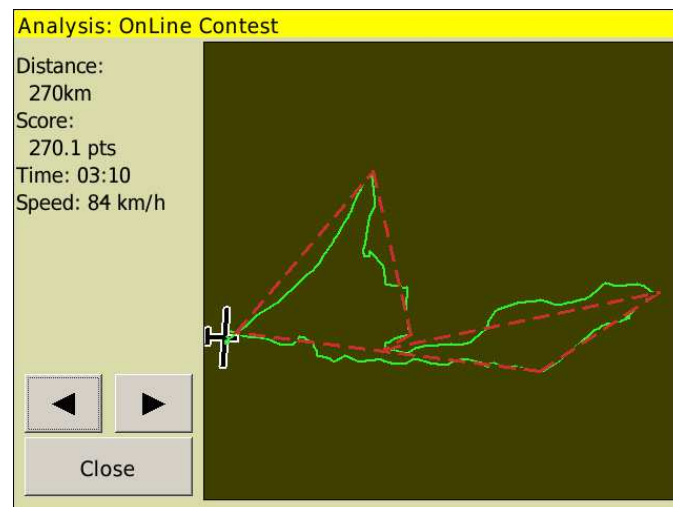 Analysis: OnLine Contest
Distance:
270km
Score:
270.1 pts
Time: 03:10
Speed: 84 km/h
Close